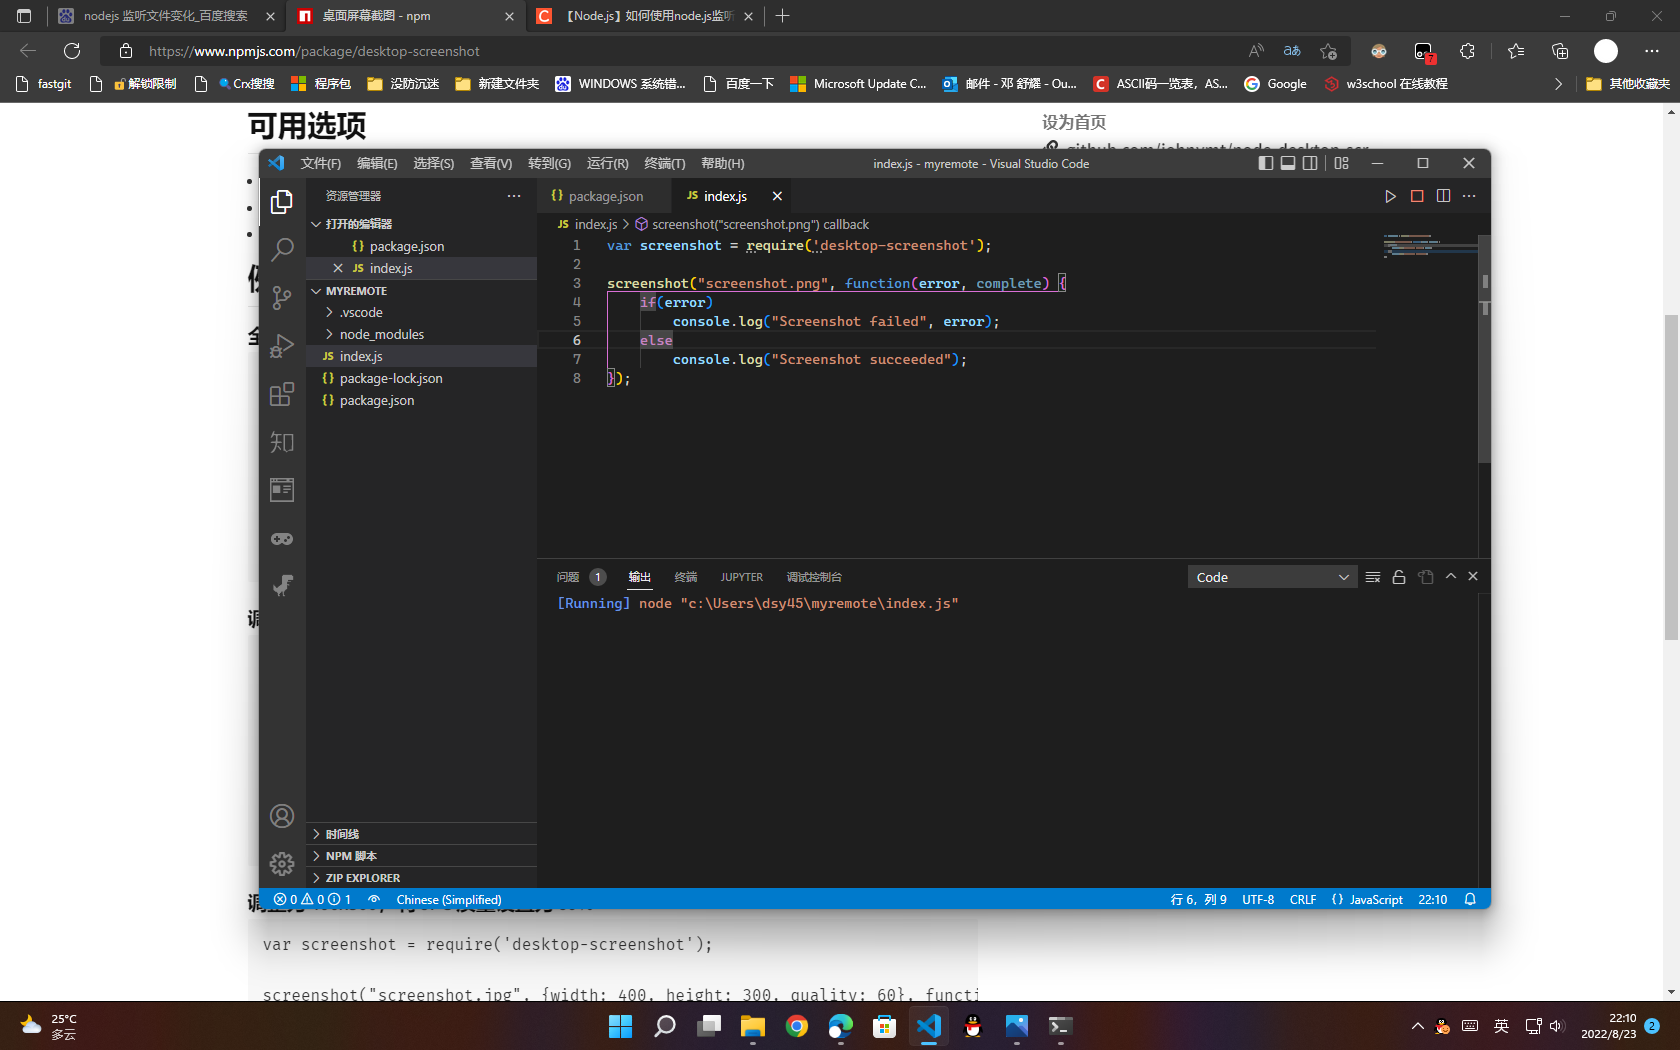 nodejs 监听文件变化_百度搜索
桌面屏幕截图 - npm
【Node.js】如何使用node.js监听
https://www.npmjs.com/package/desktop-screenshot
fastgit
解锁限制
Crx搜搜
程序包
没防沉迷
新建文件夹
WINDOWS 系统错...
百度一下
Microsoft Update C...
邮件 - 邓 舒耀 - Ou...
ASCII码一览表，AS...
Google
w3school 在线教程
其他收藏夹
可用选项
设为首页
文件(F) 编辑(E) 选择(S) 查看(V) 转到(G) 运行(R) 终端(T) 帮助(H)
index.js - myremote - Visual Studio Code
资源管理器
打开的编辑器
{} package.json
JS index.js
MYREMOTE
.vscode
node_modules
JS index.js
{} package-lock.json
{} package.json
时间线
NPM 脚本
ZIP EXPLORER
{} package.json
JS index.js
JS index.js > screenshot("screenshot.png") callback
1 var screenshot = require('desktop-screenshot');
2
3 screenshot("screenshot.png", function(error, complete) {
4 if(error)
5 console.log("Screenshot failed", error);
6 else
7 console.log("Screenshot succeeded");
8 });
问题 1 输出 终端 JUPYTER 调试控制台
Code
[Running] node "c:\Users\dsy45\myremote\index.js"
0 0 1 Chinese (Simplified)
行 6，列 9 UTF-8 CRLF {} JavaScript 22:10
var screenshot = require('desktop-screenshot');
screenshot("screenshot.jpg", {width: 400, height: 300, quality: 60}, functi
25°C
多云
英
22:10
2022/8/23
2